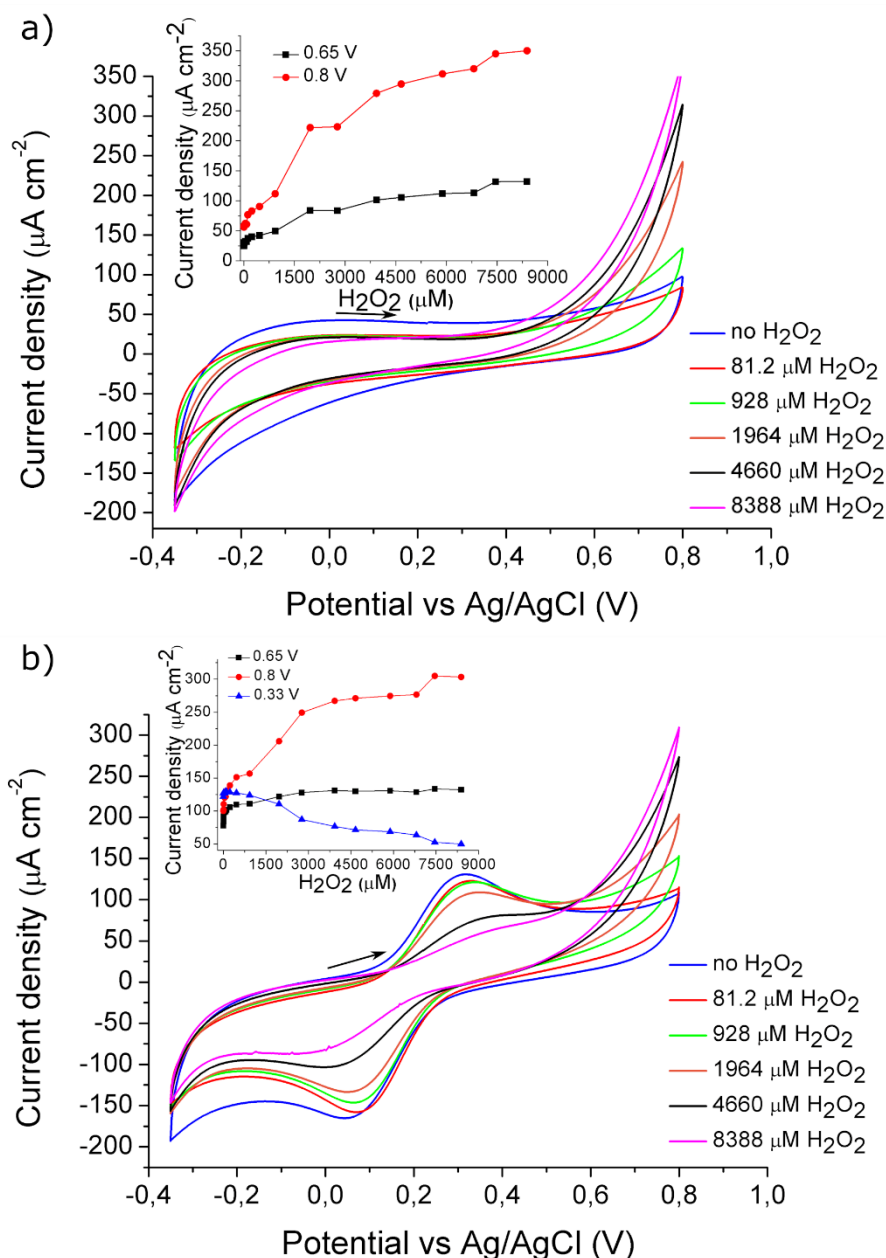 a)
Current density (μA cm-2)
350
300
250
200
150
100
50
0
-50
-100
-150
-200
-0,4
-0,2
0,0
0,2
0,4
0,6
0,8
1,0
Potential vs Ag/AgCl (V)
Current density (μA cm-2)
350
300
250
200
150
100
50
0
0
1500
3000
4500
6000
7500
9000
H2O2 (μM)
0.65 V
0.8 V
no H2O2
81.2 μM H2O2
928 μM H2O2
1964 μM H2O2
4660 μM H2O2
8388 μM H2O2
b)
Current density (μA cm-2)
300
250
200
150
100
50
0
-50
-100
-150
-200
-0,4
-0,2
0,0
0,2
0,4
0,6
0,8
1,0
Potential vs Ag/AgCl (V)
Current density (μA cm-2)
300
250
200
150
100
50
0
1500
3000
4500
6000
7500
9000
H2O2 (μM)
0.65 V
0.8 V
0.33 V
no H2O2
81.2 μM H2O2
928 μM H2O2
1964 μM H2O2
4660 μM H2O2
8388 μM H2O2